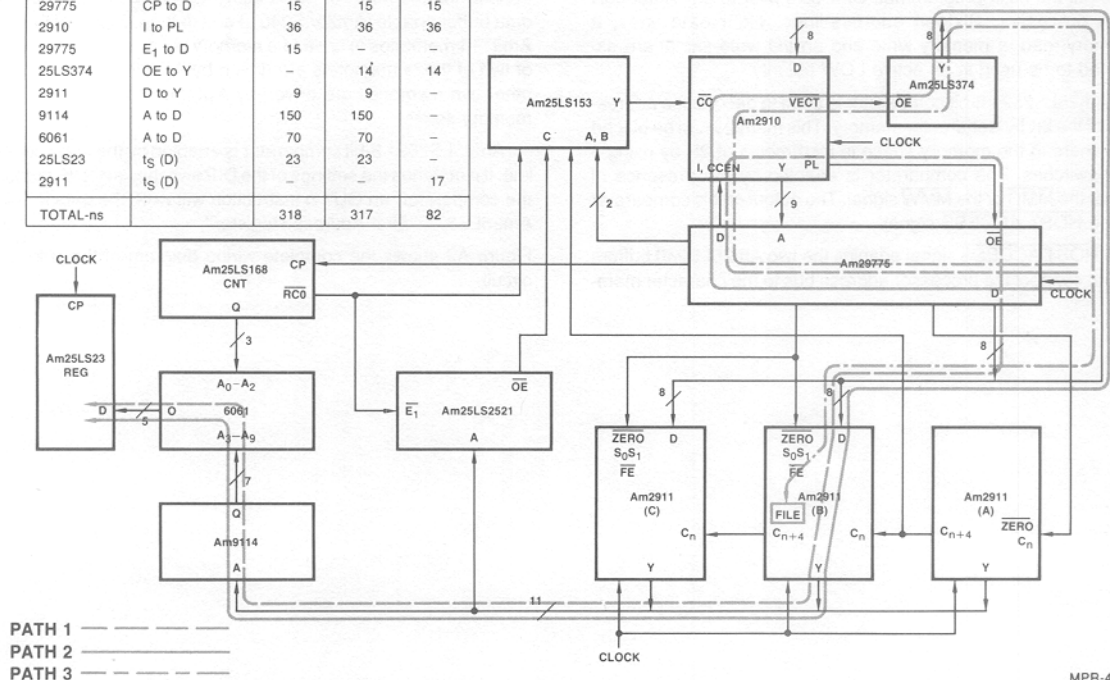 29775 CP to D 15 15 15
2910 I to PL 36 36 36
29775 E1 to D 15 – –
25LS374 OE to Y – 14 14
2911 D to Y 9 9 –
9114 A to D 150 150
6061 A to D 70 70 –
25LS23 tS (D) 23 23 –
2911 tS (D) – – 17
TOTAL-ns 318 317 82
Am25LS153
Y
C
A, B
2
CC
VECT
Am2910
I, CCEN
Y
PL
8
D
9
8
Y
Am25LS374
OE
CLOCK
D
A
OE
Am29775
D
CLOCK
CLOCK
CP
Am25LS23
REG
D
Am25LS168
CNT
CP
RC0
Q
3
A0–A2
O
6061
A3–A9
5
7
Q
Am9114
A
OE
E1
Am25LS2521
A
8
8
8
ZERO
D
S0S1
FE
Am2911
(C)
Cn
Y
ZERO
D
S0S1
FE
Am2911
(B)
FILE
Cn+4
Cn
Y
Am2911
(A)
Cn+4
ZERO
Cn
Y
11
CLOCK
PATH 1
PATH 2
PATH 3